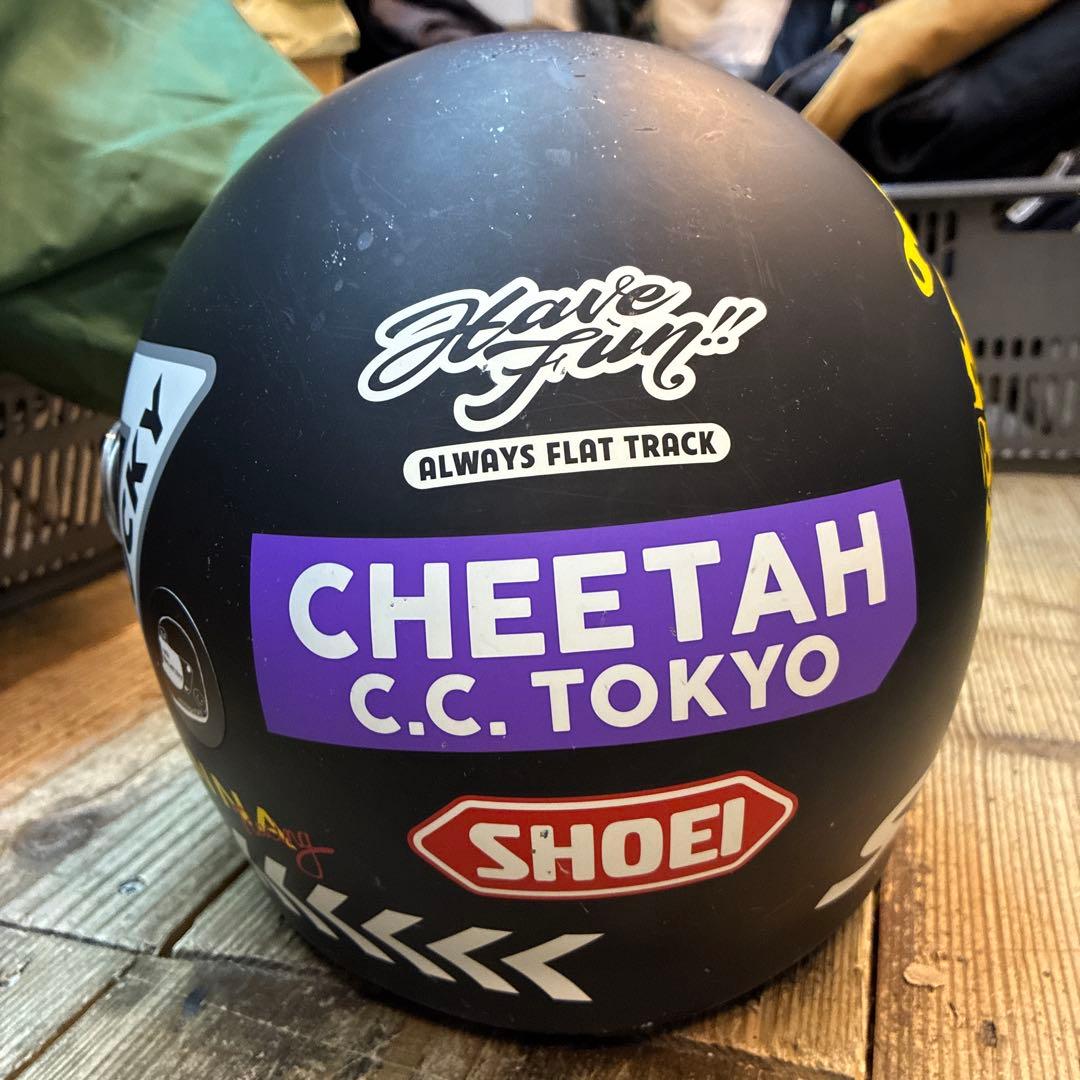 Have
Fun!!
ALWAYS FLAT TRACK
CHEETAH
C.C. TOKYO
SHOEI